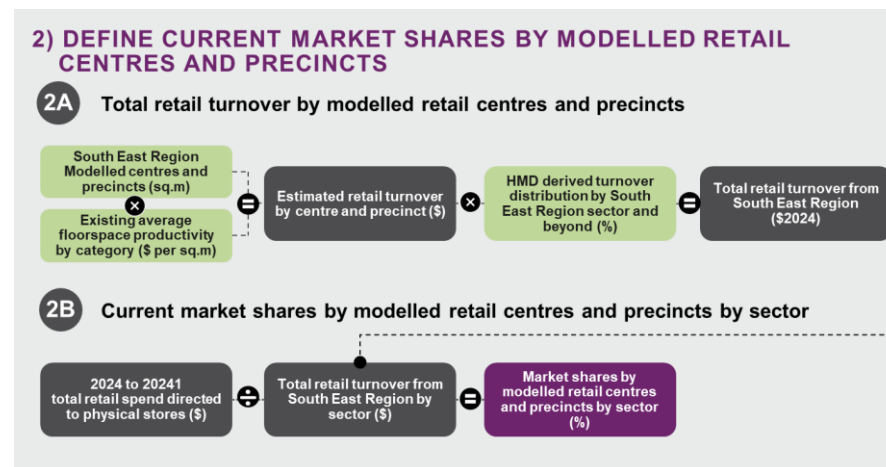 2) DEFINE CURRENT MARKET SHARES BY MODELLED RETAIL
CENTRES AND PRECINCTS
2A Total retail turnover by modelled retail centres and precincts
South East Region
Modelled centres and
precincts (sq.m)
×
Existing average
floorspace productivity
by category ($ per sq.m)
=
Estimated retail turnover
by centre and precinct ($)
×
HMD derived turnover
distribution by South
East Region sector and
beyond (%)
=
Total retail turnover from
South East Region
($2024)
2B Current market shares by modelled retail centres and precincts by sector
2024 to 20241
total retail spend directed
to physical stores ($)
÷
Total retail turnover from
South East Region by
sector ($)
=
Market shares by
modelled retail centres
and precincts by sector
(%)